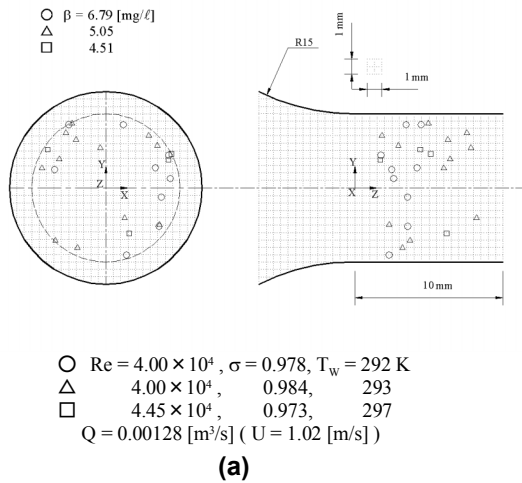 ○ β = 6.79 [mg/ℓ]
△ 5.05
□ 4.51
R15
1 mm
1 mm
Y
Z
X
Y
X
Z
10 mm
○ Re = 4.00 × 10⁴ , σ = 0.978, T_w = 292 K
△ 4.00 × 10⁴ , 0.984, 293
□ 4.45 × 10⁴ , 0.973, 297
Q = 0.00128 [m³/s] ( U = 1.02 [m/s] )
(a)